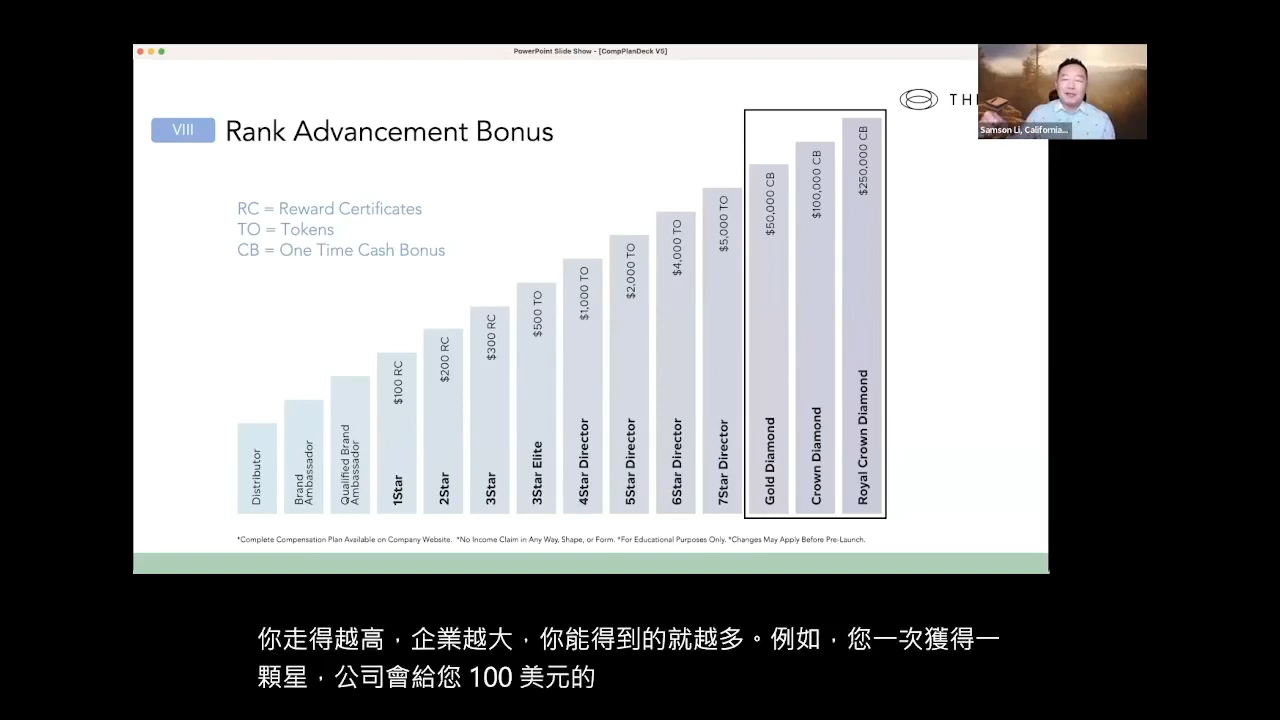 PowerPoint Slide Show - [CompPlanDeck V5]
Samson Li, California...
VIII
Rank Advancement Bonus
RC = Reward Certificates
TO = Tokens
CB = One Time Cash Bonus
Distributor
Brand
Ambassador
Qualified Brand
Ambassador
$100 RC
1Star
$200 RC
2Star
$300 RC
3Star
$500 TO
3Star Elite
$1,000 TO
4Star Director
$2,000 TO
5Star Director
$4,000 TO
6Star Director
$5,000 TO
7Star Director
$50,000 CB
Gold Diamond
$100,000 CB
Crown Diamond
$250,000 CB
Royal Crown Diamond
*Complete Compensation Plan Available on Company Website. *No Income Claim in Any Way, Shape, or Form. *For Educational Purposes Only. *Changes May Apply Before Pre-Launch.
你走得越高，企業越大，你能得到的就越多。例如，您一次獲得一
顆星，公司會給您 100 美元的